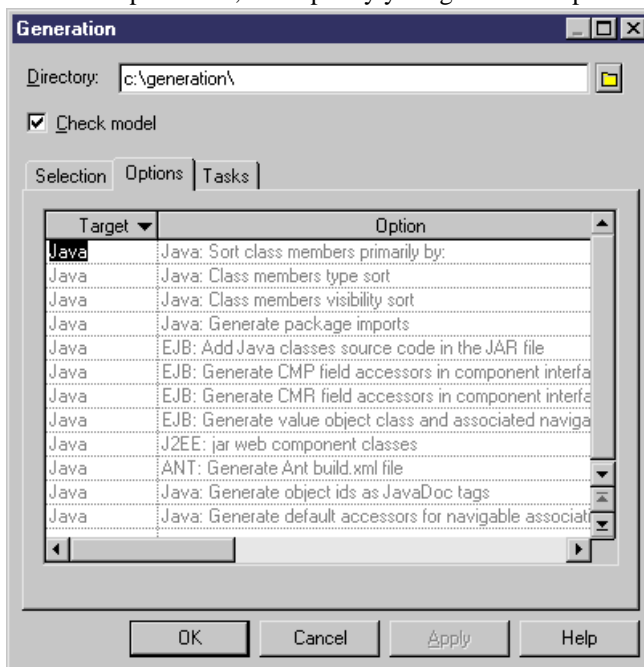 Generation
Directory: c:\generation\
Check model
Selection Options Tasks
Target Option
Java Java: Sort class members primarily by:
Java Java: Class members type sort
Java Java: Class members visibility sort
Java Java: Generate package imports
Java EJB: Add Java classes source code in the JAR file
Java EJB: Generate CMP field accessors in component interfa
Java EJB: Generate CMR field accessors in component interfa
Java EJB: Generate value object class and associated naviga
Java J2EE: jar web component classes
Java ANT: Generate Ant build.xml file
Java Java: Generate object ids as JavaDoc tags
Java Java: Generate default accessors for navigable associati
OK Cancel Apply Help